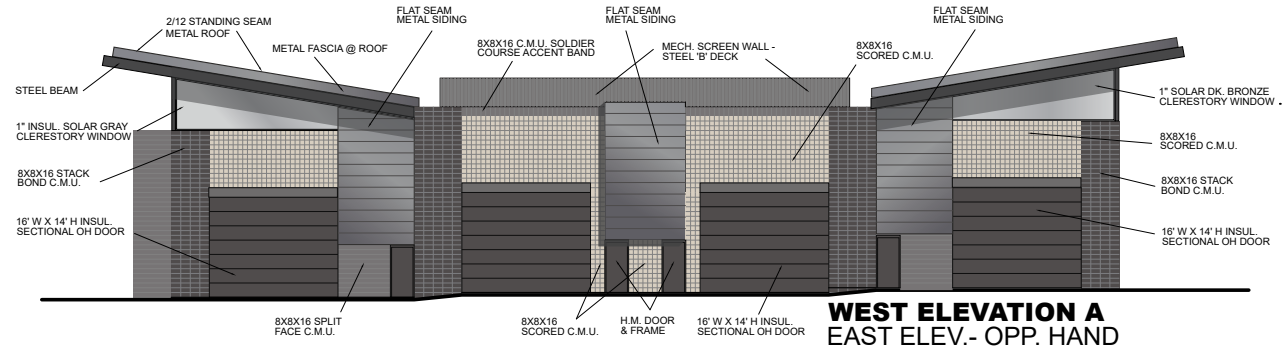 FLAT SEAM
METAL SIDING
2/12 STANDING SEAM
METAL ROOF
METAL FASCIA @ ROOF
8X8X16 C.M.U. SOLDIER
COURSE ACCENT BAND
FLAT SEAM
METAL SIDING
MECH. SCREEN WALL -
STEEL 'B' DECK
8X8X16
SCORED C.M.U.
FLAT SEAM
METAL SIDING
STEEL BEAM
1" INSUL. SOLAR GRAY
CLERESTORY WINDOW
8X8X16 STACK
BOND C.M.U.
16' W X 14' H INSUL.
SECTIONAL OH DOOR
1" SOLAR DK. BRONZE
CLERESTORY WINDOW .
8X8X16
SCORED C.M.U.
8X8X16 STACK
BOND C.M.U.
16' W X 14' H INSUL.
SECTIONAL OH DOOR
8X8X16 SPLIT
FACE C.M.U.
8X8X16
SCORED C.M.U.
H.M. DOOR
& FRAME
16' W X 14' H INSUL.
SECTIONAL OH DOOR
WEST ELEVATION A
EAST ELEV.- OPP. HAND